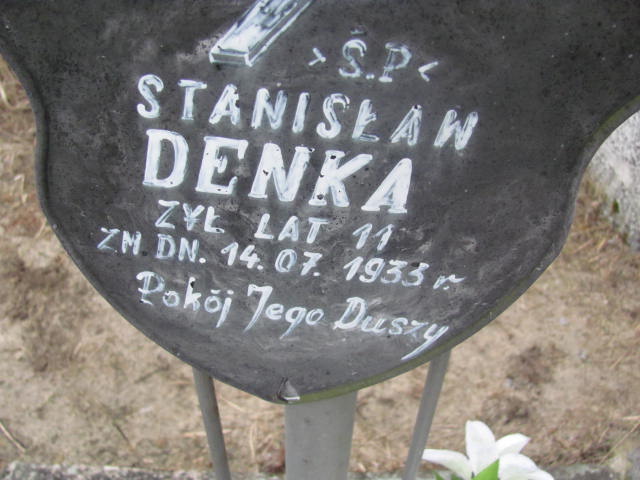 >Ś.P<
STANISŁAW
DENKA
ŻYŁ LAT 11
ZM DN. 14.07.1933 r
Pokój Jego Duszy